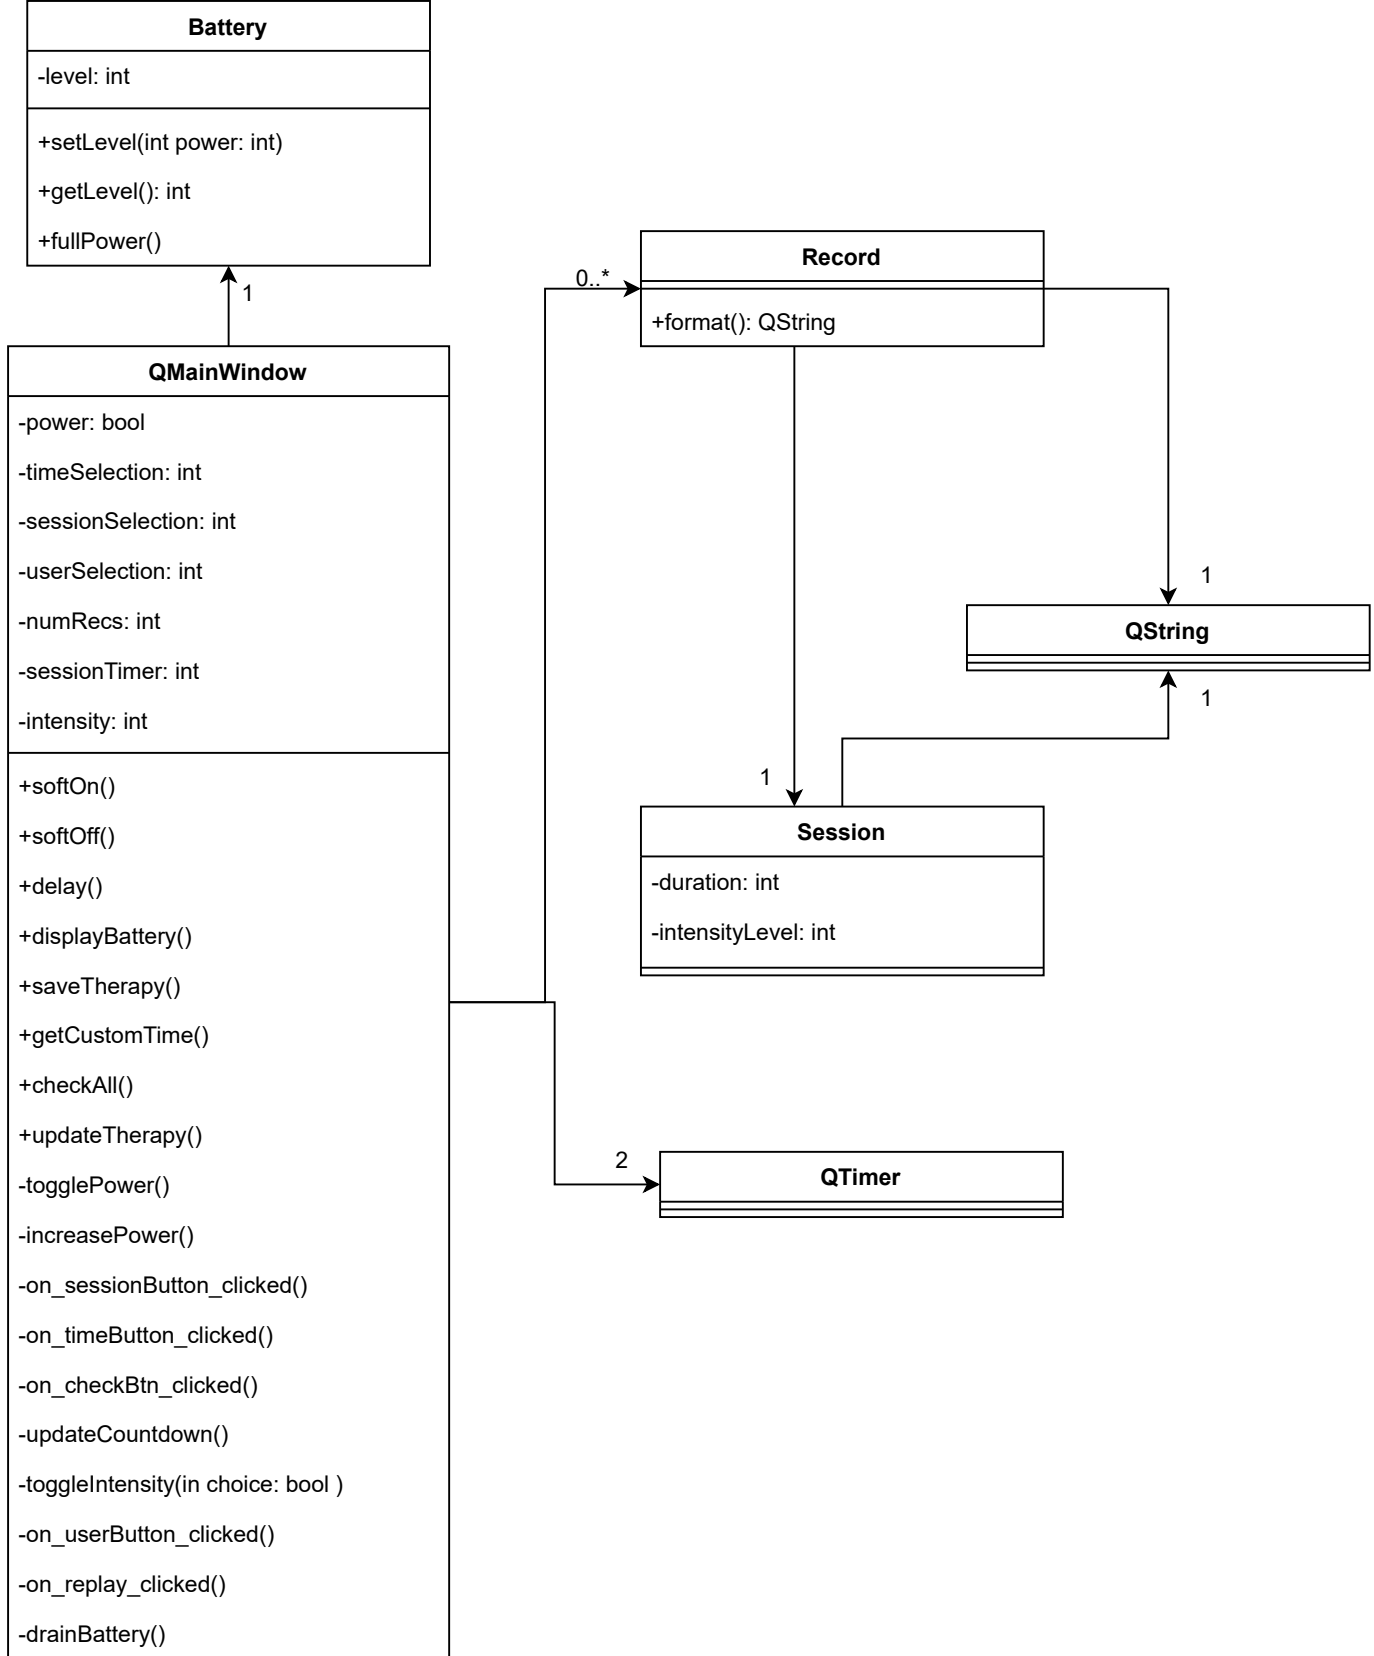 Battery
-level: int
+setLevel(int power: int)
+getLevel(): int
+fullPower()
1
QMainWindow
-power: bool
-timeSelection: int
-sessionSelection: int
-userSelection: int
-numRecs: int
-sessionTimer: int
-intensity: int
+softOn()
+softOff()
+delay()
+displayBattery()
+saveTherapy()
+getCustomTime()
+checkAll()
+updateTherapy()
-togglePower()
-increasePower()
-on_sessionButton_clicked()
-on_timeButton_clicked()
-on_checkBtn_clicked()
-updateCountdown()
-toggleIntensity(in choice: bool )
-on_userButton_clicked()
-on_replay_clicked()
-drainBattery()
0..*
Record
+format(): QString
1
QString
1
1
Session
-duration: int
-intensityLevel: int
2
QTimer